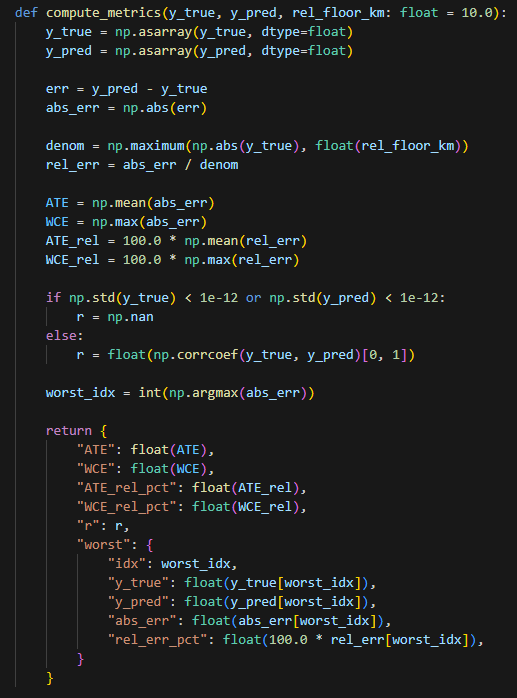 def compute_metrics(y_true, y_pred, rel_floor_km: float = 10.0):
    y_true = np.asarray(y_true, dtype=float)
    y_pred = np.asarray(y_pred, dtype=float)

    err = y_pred - y_true
    abs_err = np.abs(err)

    denom = np.maximum(np.abs(y_true), float(rel_floor_km))
    rel_err = abs_err / denom

    ATE = np.mean(abs_err)
    WCE = np.max(abs_err)
    ATE_rel = 100.0 * np.mean(rel_err)
    WCE_rel = 100.0 * np.max(rel_err)

    if np.std(y_true) < 1e-12 or np.std(y_pred) < 1e-12:
        r = np.nan
    else:
        r = float(np.corrcoef(y_true, y_pred)[0, 1])

    worst_idx = int(np.argmax(abs_err))

    return {
        "ATE": float(ATE),
        "WCE": float(WCE),
        "ATE_rel_pct": float(ATE_rel),
        "WCE_rel_pct": float(WCE_rel),
        "r": r,
        "worst": {
            "idx": worst_idx,
            "y_true": float(y_true[worst_idx]),
            "y_pred": float(y_pred[worst_idx]),
            "abs_err": float(abs_err[worst_idx]),
            "rel_err_pct": float(100.0 * rel_err[worst_idx]),
        }
    }